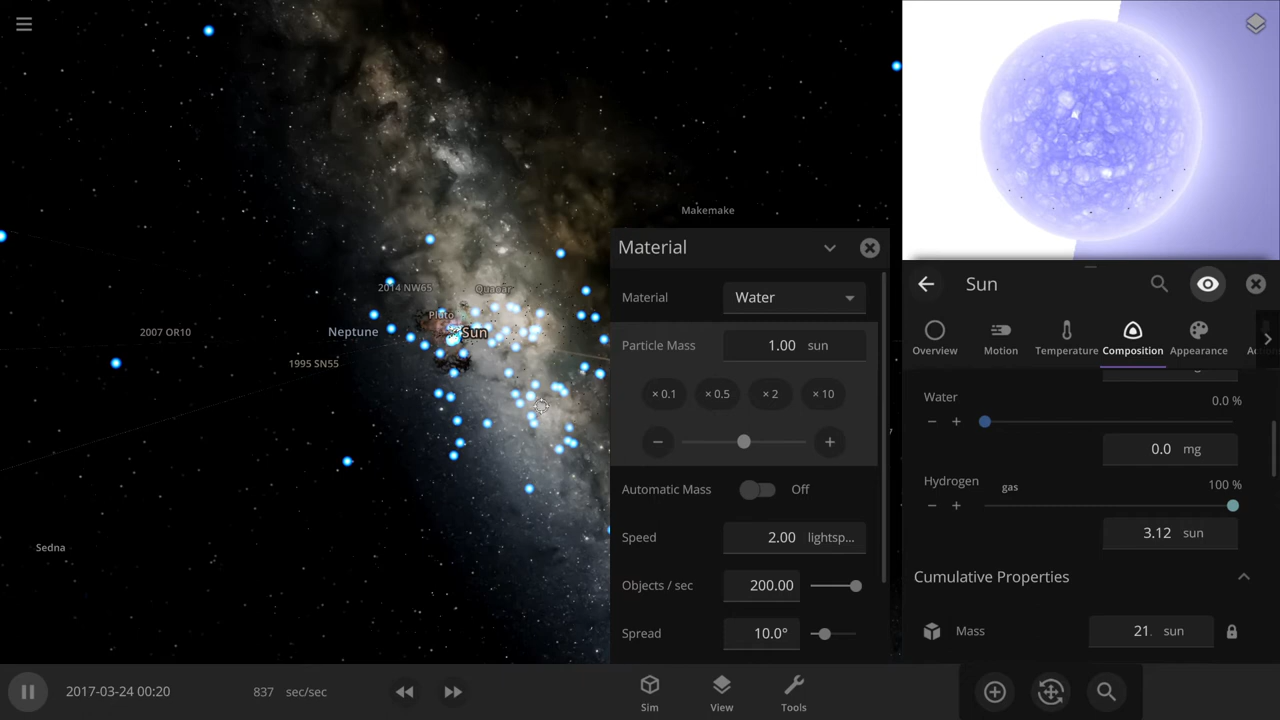 Makemake
2014 NW65
Quaoar
Pluto
Sun
Neptune
2007 OR10
1995 SN55
Sedna
Material
Material
Water
Particle Mass
1.00 sun
× 0.1
× 0.5
× 2
× 10
Automatic Mass
Off
Speed
2.00 lightsp...
Objects / sec
200.00
Spread
10.0°
Sun
Overview
Motion
Temperature
Composition
Appearance
Water
0.0 %
0.0 mg
Hydrogen
gas
100 %
3.12 sun
Cumulative Properties
Mass
21. sun
2017-03-24 00:20
837 sec/sec
Sim
View
Tools